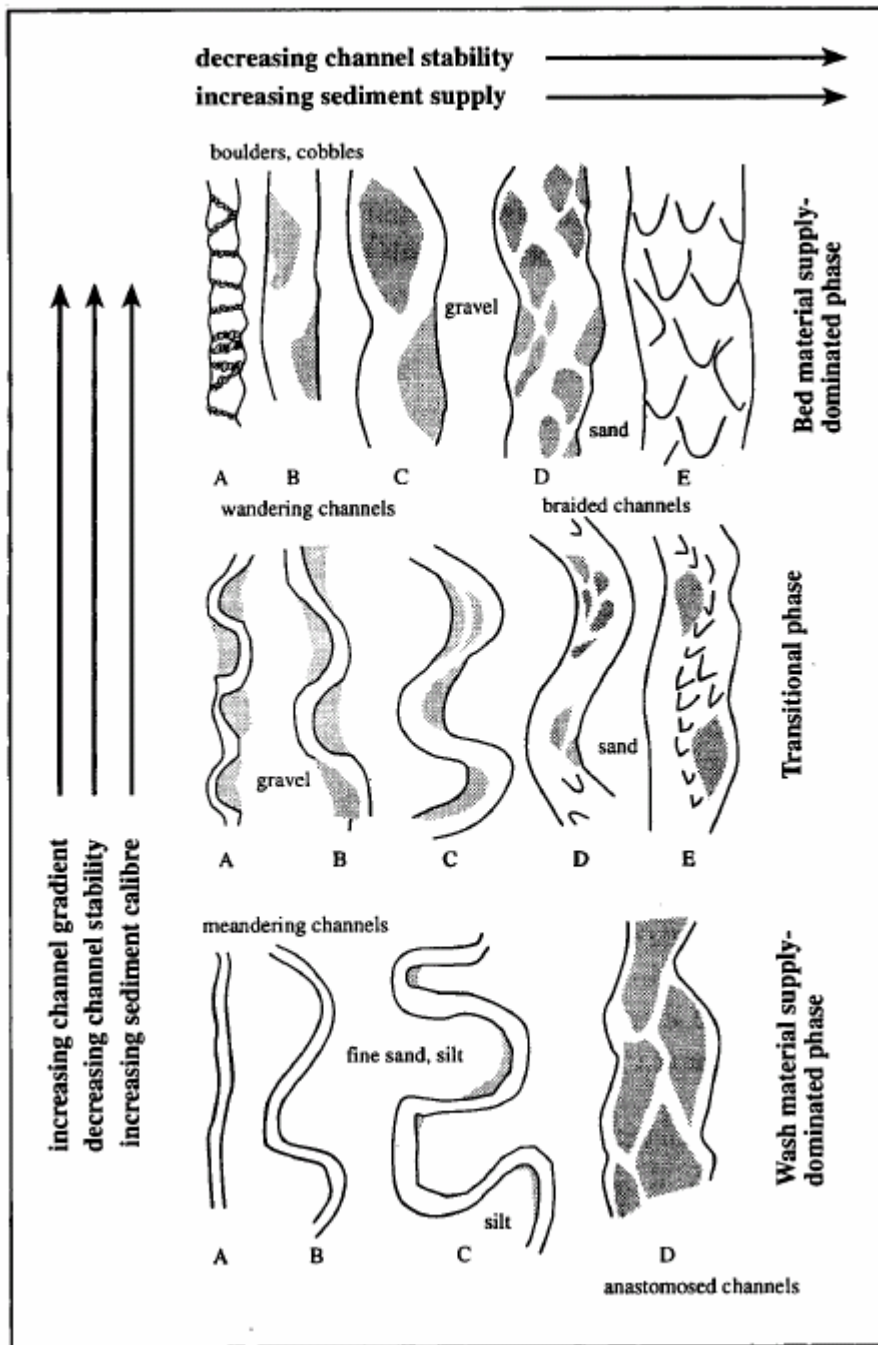 decreasing channel stability
increasing sediment supply
boulders, cobbles
gravel
sand
A
B
C
D
E
Bed material supply-
dominated phase
wandering channels
braided channels
gravel
sand
A
B
C
D
E
Transitional phase
increasing channel gradient
decreasing channel stability
increasing sediment calibre
meandering channels
fine sand, silt
silt
A
B
C
D
anastomosed channels
Wash material supply-
dominated phase